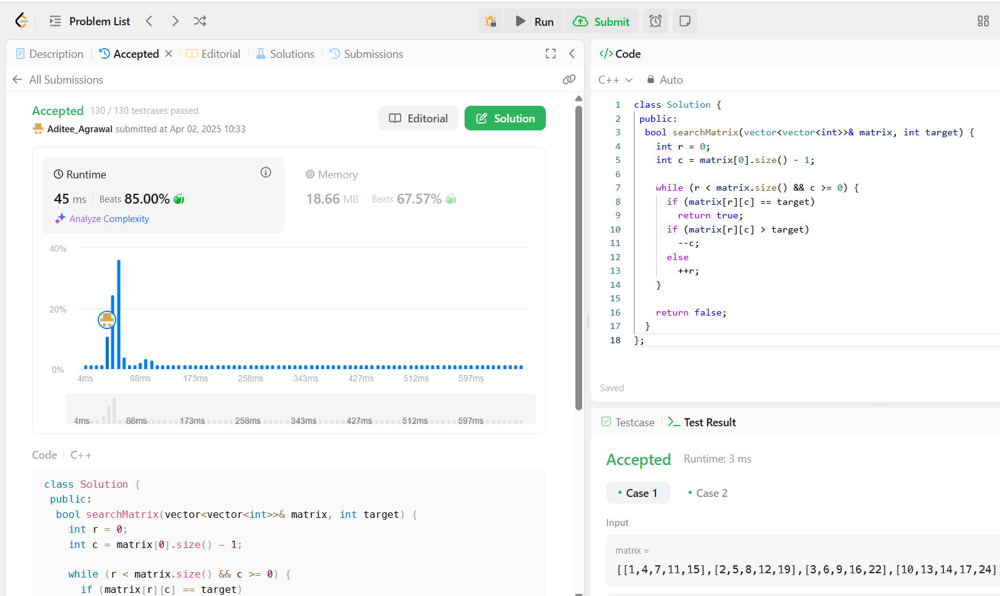 Problem List
Run
Submit
Description
Accepted
Editorial
Solutions
Submissions
All Submissions
Accepted 130 / 130 testcases passed
Aditee_Agrawal submitted at Apr 02, 2025 10:33
Editorial
Solution
Runtime
45 ms Beats 85.00%
Analyze Complexity
Memory
18.66 MB Beats 67.57%
40%
20%
0%
4ms 88ms 173ms 258ms 343ms 427ms 512ms 597ms
4ms 88ms 173ms 258ms 343ms 427ms 512ms 597ms
Code C++
class Solution {
public:
bool searchMatrix(vector<vector<int>>& matrix, int target) {
int r = 0;
int c = matrix[0].size() - 1;
while (r < matrix.size() && c >= 0) {
if (matrix[r][c] == target)
</> Code
C++ Auto
1 class Solution {
2 public:
3 bool searchMatrix(vector<vector<int>>& matrix, int target) {
4 int r = 0;
5 int c = matrix[0].size() - 1;
6
7 while (r < matrix.size() && c >= 0) {
8 if (matrix[r][c] == target)
9 return true;
10 if (matrix[r][c] > target)
11 --c;
12 else
13 ++r;
14 }
15
16 return false;
17 }
18 };
Saved
Testcase
Test Result
Accepted Runtime: 3 ms
Case 1
Case 2
Input
matrix =
[[1,4,7,11,15],[2,5,8,12,19],[3,6,9,16,22],[10,13,14,17,24],